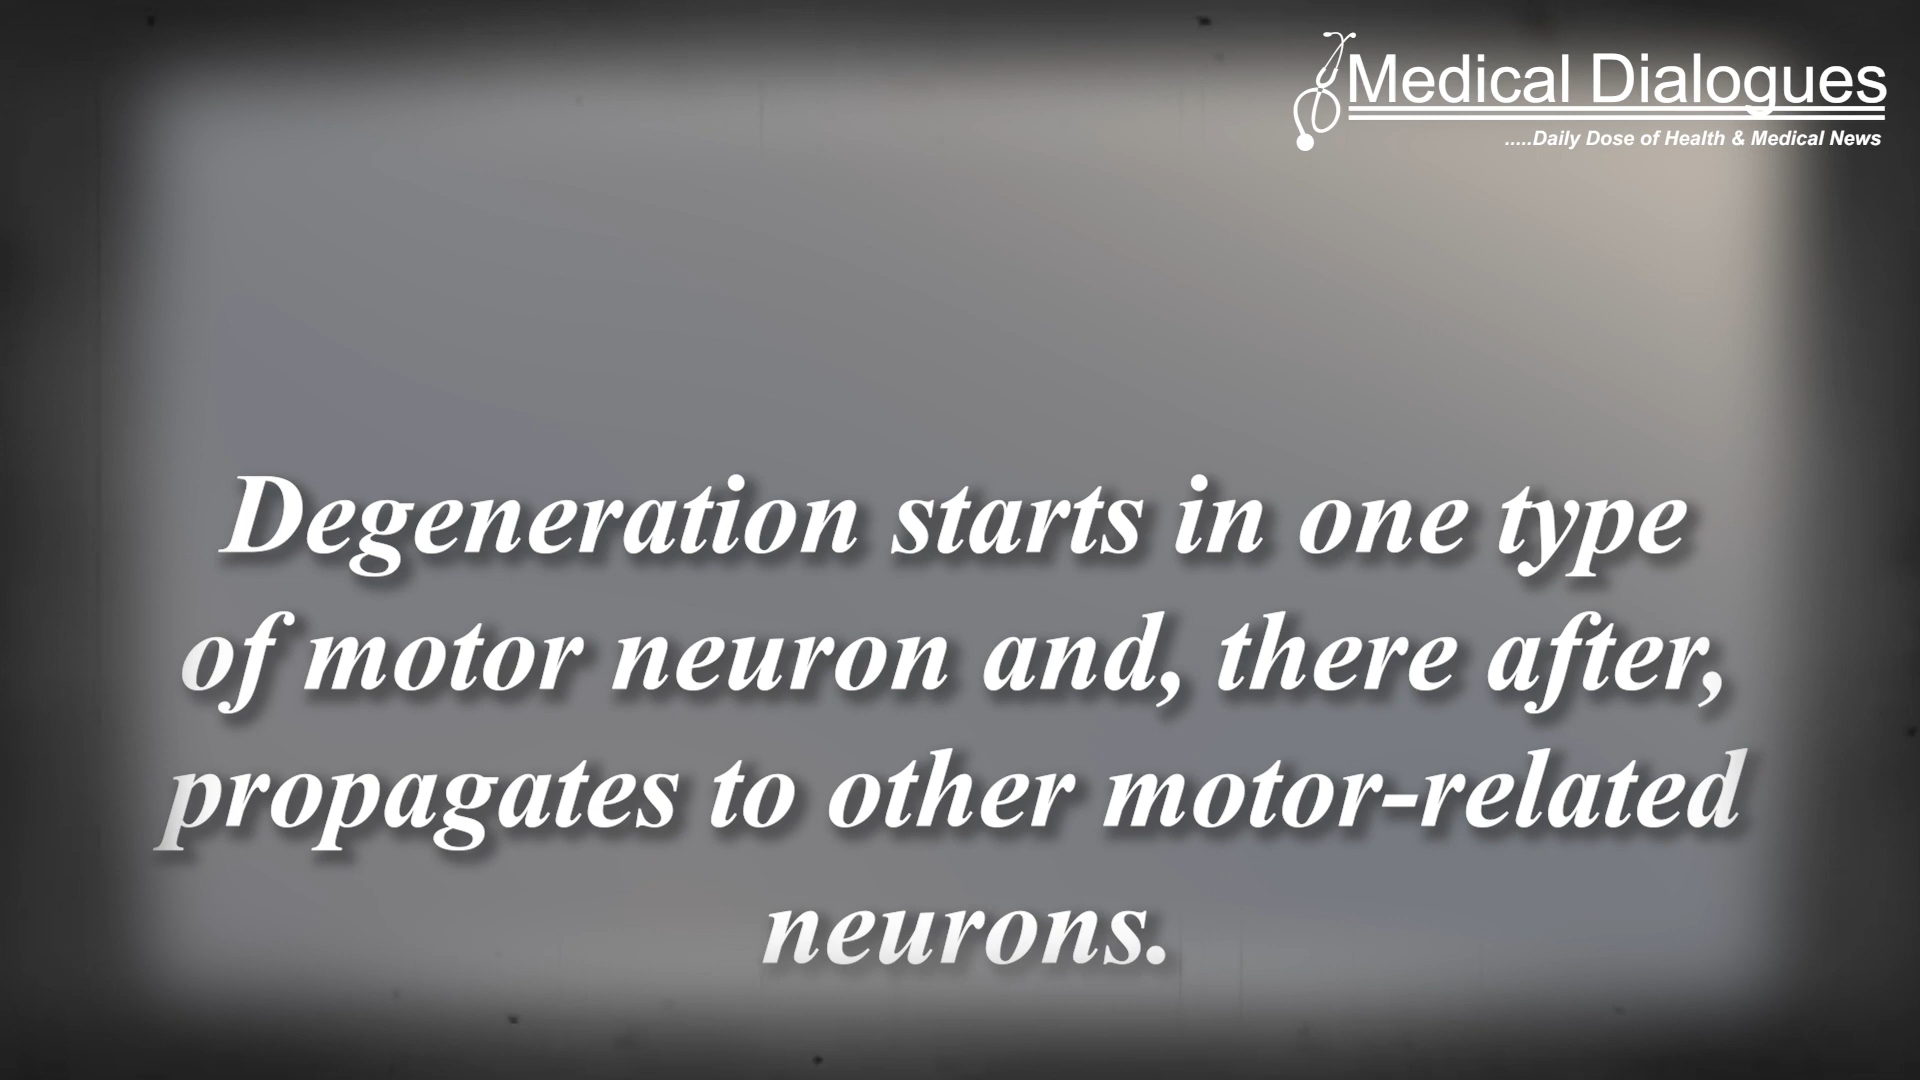 Medical Dialogues
.....Daily Dose of Health & Medical News
Degeneration starts in one type
of motor neuron and, there after,
propagates to other motor-related
neurons.